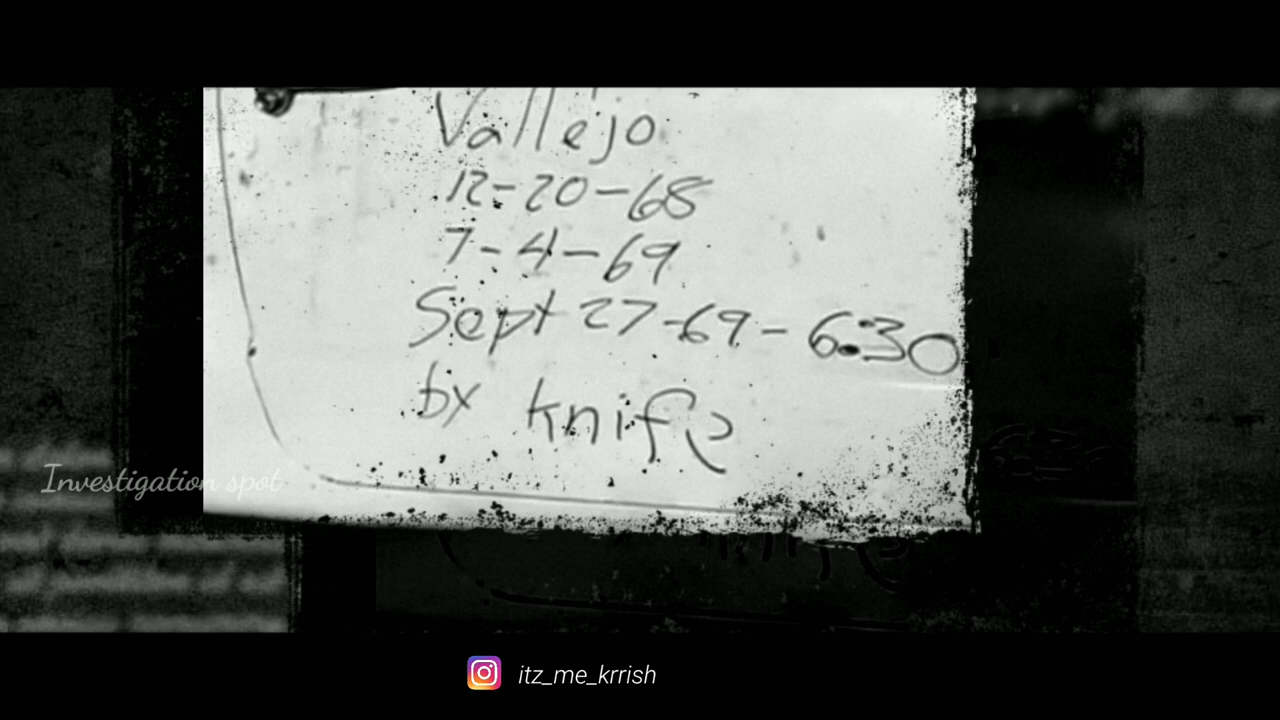 Vallejo
12-20-68
7-4-69
Sept 27-69-6:30
by knife
Investigation spot
itz_me_krrish